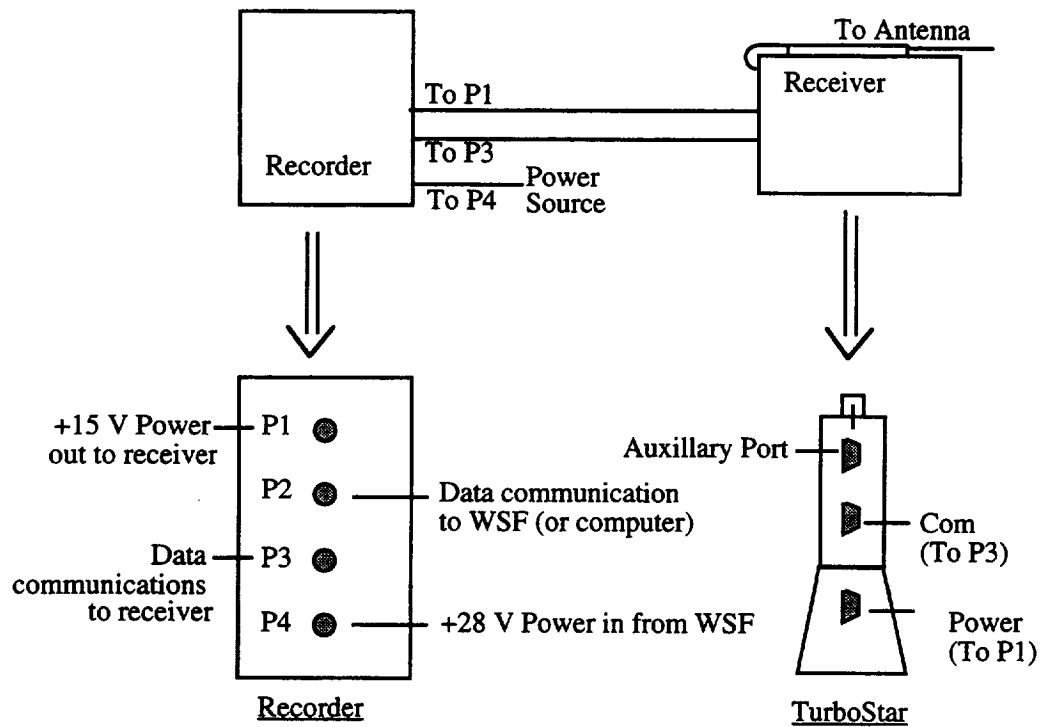 To Antenna
Receiver
To P1
To P3
Recorder
To P4
Power
Source
+15 V Power
out to receiver
P1
P2
Data communication
to WSF (or computer)
Data
communications
to receiver
P3
P4
+28 V Power in from WSF
Recorder
Auxillary Port
Com
(To P3)
Power
(To P1)
TurboStar